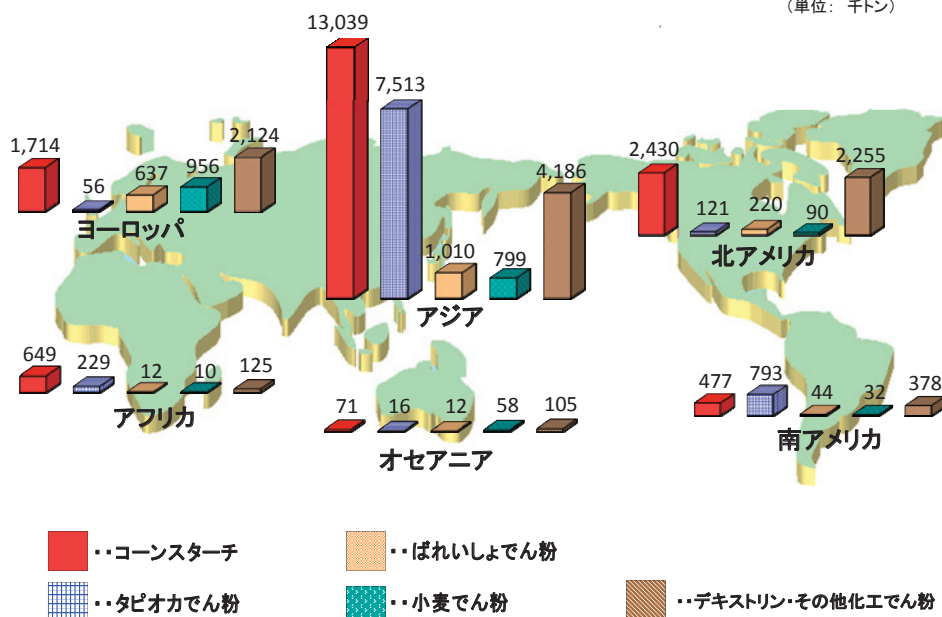 （単位： 千トン）
13,039
7,513
1,010
799
4,186
アジア
1,714
56
637
956
2,124
ヨーロッパ
2,430
121
220
90
2,255
北アメリカ
649
229
12
10
125
アフリカ
71
16
12
58
105
オセアニア
477
793
44
32
378
南アメリカ
‥コーンスターチ
‥ばれいしょでん粉
‥タピオカでん粉
‥小麦でん粉
‥デキストリン・その他化工でん粉